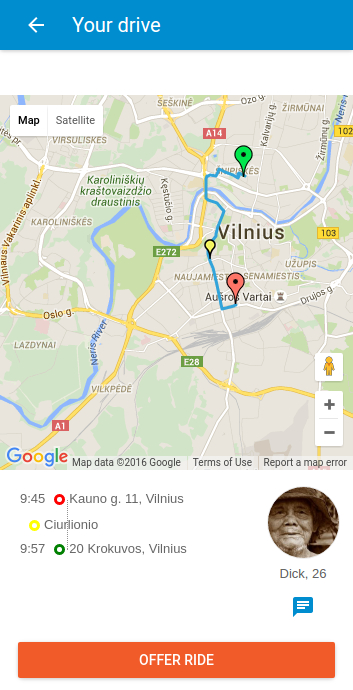 Your drive
ŠEŠKINĖ
OZO g.
ŽIRMŪNAI
Map
Satellite
A14
Kalvarijų g.
Žirmūnų g.
Neris
102
VIRŠULIŠKĖS
ŠNIPIŠKĖS
Karoliniškių
kraštovaizdžio
draustinis
Kęstučio g.
Vilniaus Vakarinis aplinkl.
KAROLINIŠKĖS
Vilnius
103
E272
UŽUPIS
NAUJAMIESTIS
SENAMIESTIS
Aušros Vartai
Drujos g.
Oslo g.
LAZDYNAI
Neris River
E28
VILKPĖDĖ
A1
Google
Map data ©2016 Google
Terms of Use
Report a map error
9:45
Kauno g. 11, Vilnius
Ciurlionio
9:57
20 Krokuvos, Vilnius
Dick, 26
OFFER RIDE